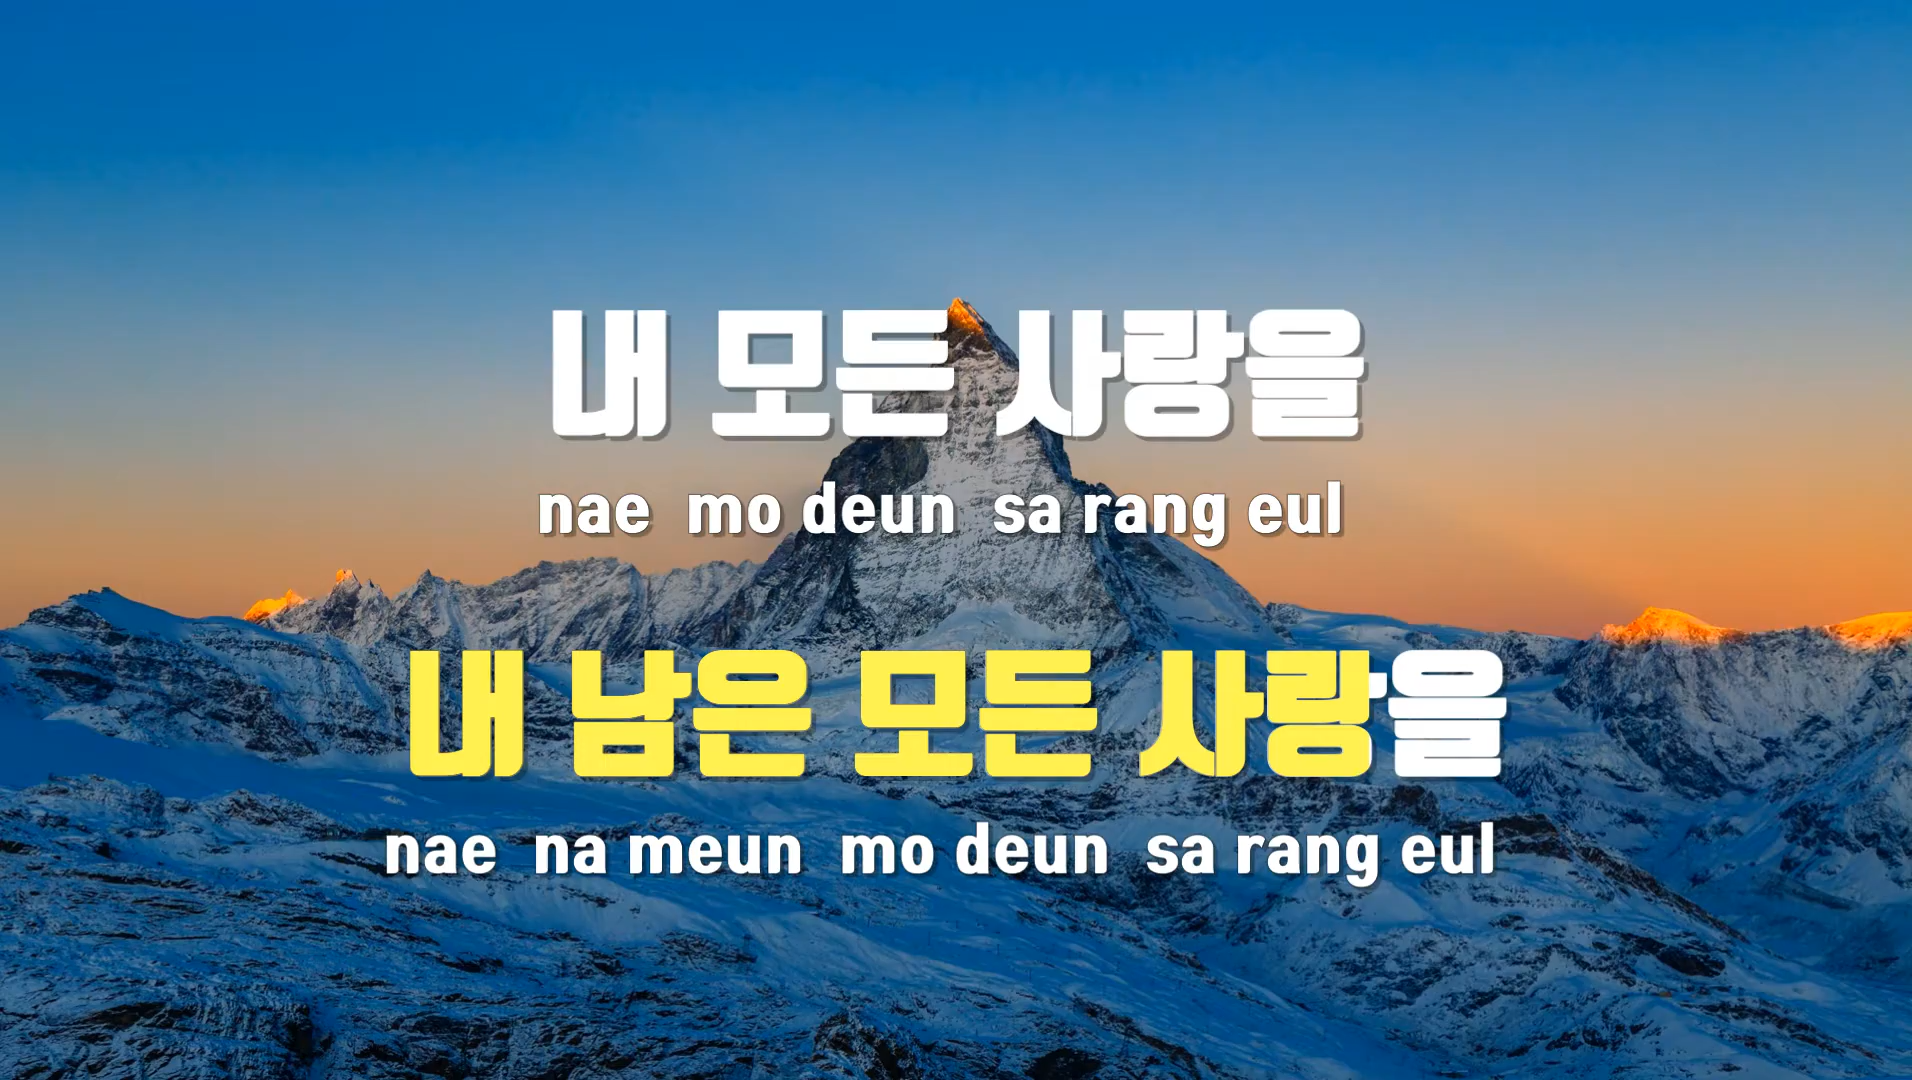 내 모든 사랑을
nae mo deun sa rang eul
내 남은 모든 사랑을
nae na meun mo deun sa rang eul